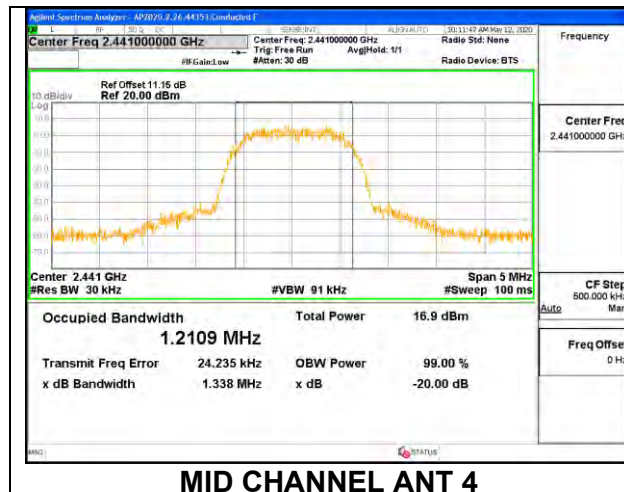 Agilent Spectrum Analyzer - AP2020.2.26,44353,Conducted F
L RF 50 Ω DC SENSE:INT ALIGN AUTO 10:11:47 AM May 12, 2020
Center Freq 2.441000000 GHz
Center Freq: 2.441000000 GHz
Radio Std: None
Trig: Free Run Avg|Hold: 1/1
#IFGain:Low
#Atten: 30 dB
Radio Device: BTS
Frequency
Ref Offset 11.15 dB
10 dB/div Ref 20.00 dBm
Log
Center Freq
2.441000000 GHz
Center 2.441 GHz
Span 5 MHz
#Res BW 30 kHz
#VBW 91 kHz
#Sweep 100 ms
CF Step
500.000 kHz
Auto Man
Occupied Bandwidth
Total Power 16.9 dBm
1.2109 MHz
Transmit Freq Error 24.235 kHz OBW Power 99.00 %
x dB Bandwidth 1.338 MHz x dB -20.00 dB
Freq Offset
0 Hz
MSG
STATUS
MID CHANNEL ANT 4